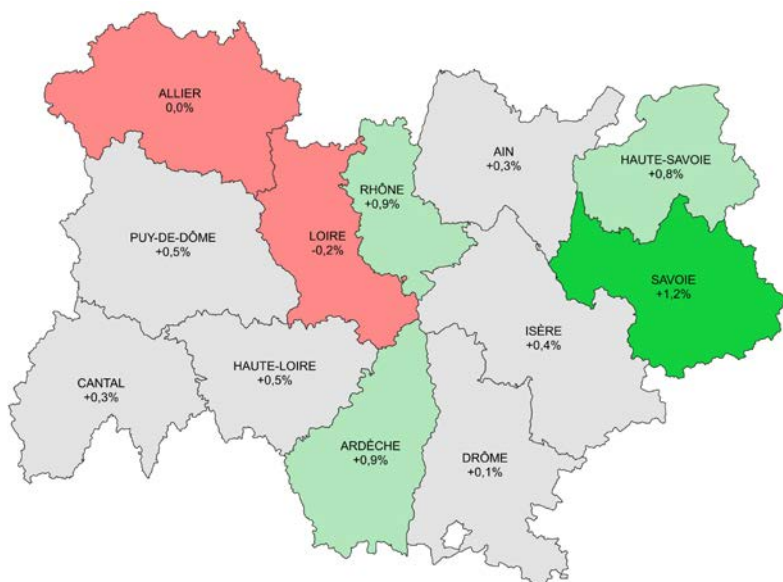 ALLIER
0,0%
AIN
+0,3%
HAUTE-SAVOIE
+0,8%
RHÔNE
+0,9%
PUY-DE-DÔME
+0,5%
LOIRE
-0,2%
SAVOIE
+1,2%
ISÈRE
+0,4%
HAUTE-LOIRE
+0,5%
CANTAL
+0,3%
ARDÈCHE
+0,9%
DRÔME
+0,1%